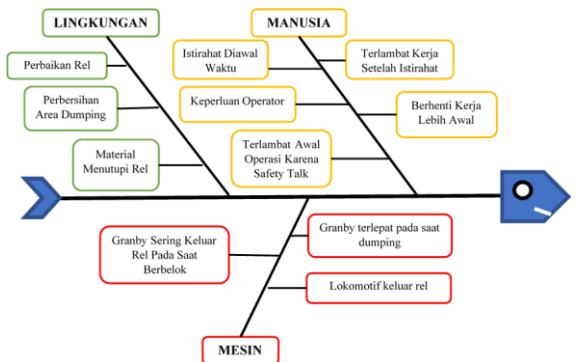 LINGKUNGAN
MANUSIA
Perbaikan Rel
Perbersihan
Area Dumping
Material
Menutupi Rel
Istirahat Diawal
Waktu
Keperluan Operator
Terlambat Awal
Operasi Karena
Safety Talk
Terlambat Kerja
Setelah Istirahat
Berhenti Kerja
Lebih Awal
Granby Sering Keluar
Rel Pada Saat
Berbelok
Granby terlepat pada saat
dumping
Lokomotif keluar rel
MESIN